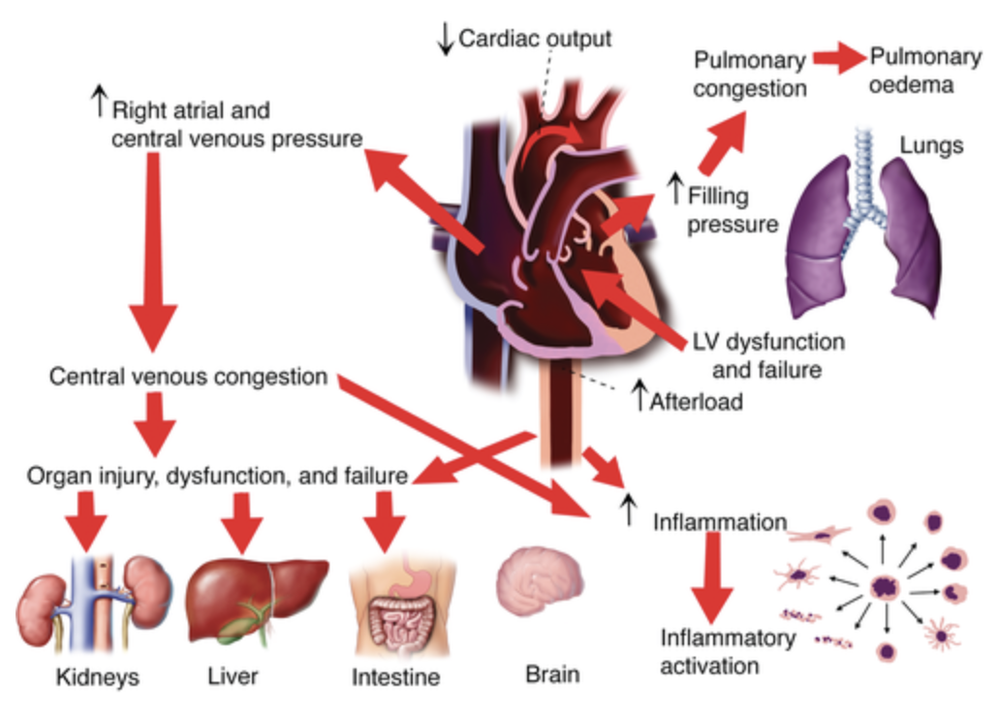 ↓ Cardiac output
Pulmonary
congestion
Pulmonary
oedema
↑ Right atrial and
central venous pressure
Lungs
↑ Filling
pressure
LV dysfunction
and failure
Central venous congestion
↑ Afterload
Organ injury, dysfunction, and failure
↑ Inflammation
Inflammatory
activation
Kidneys
Liver
Intestine
Brain